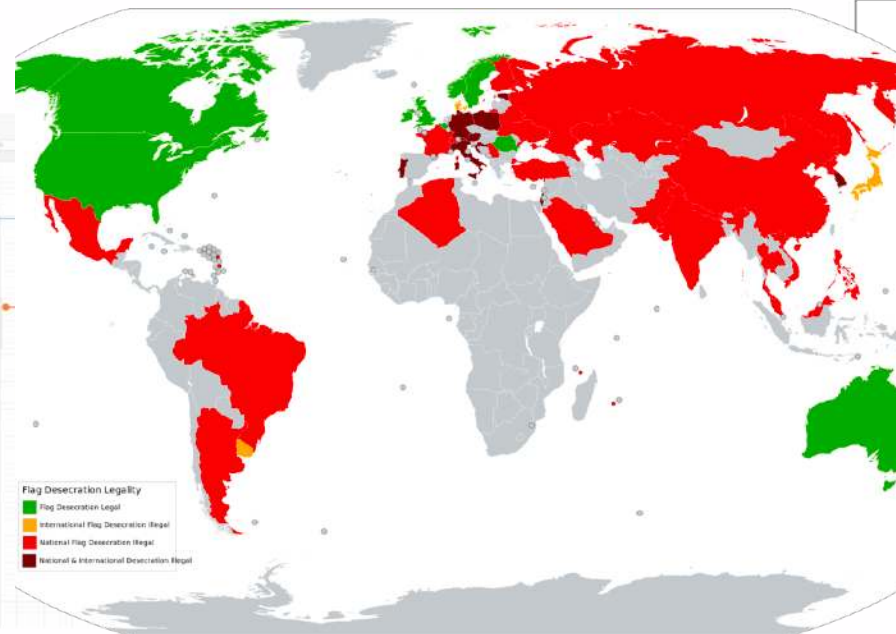 Flag Desecration Legality
Flag Desecration Legal
International Flag Desecration Illegal
National Flag Desecration Illegal
National & International Desecration Illegal